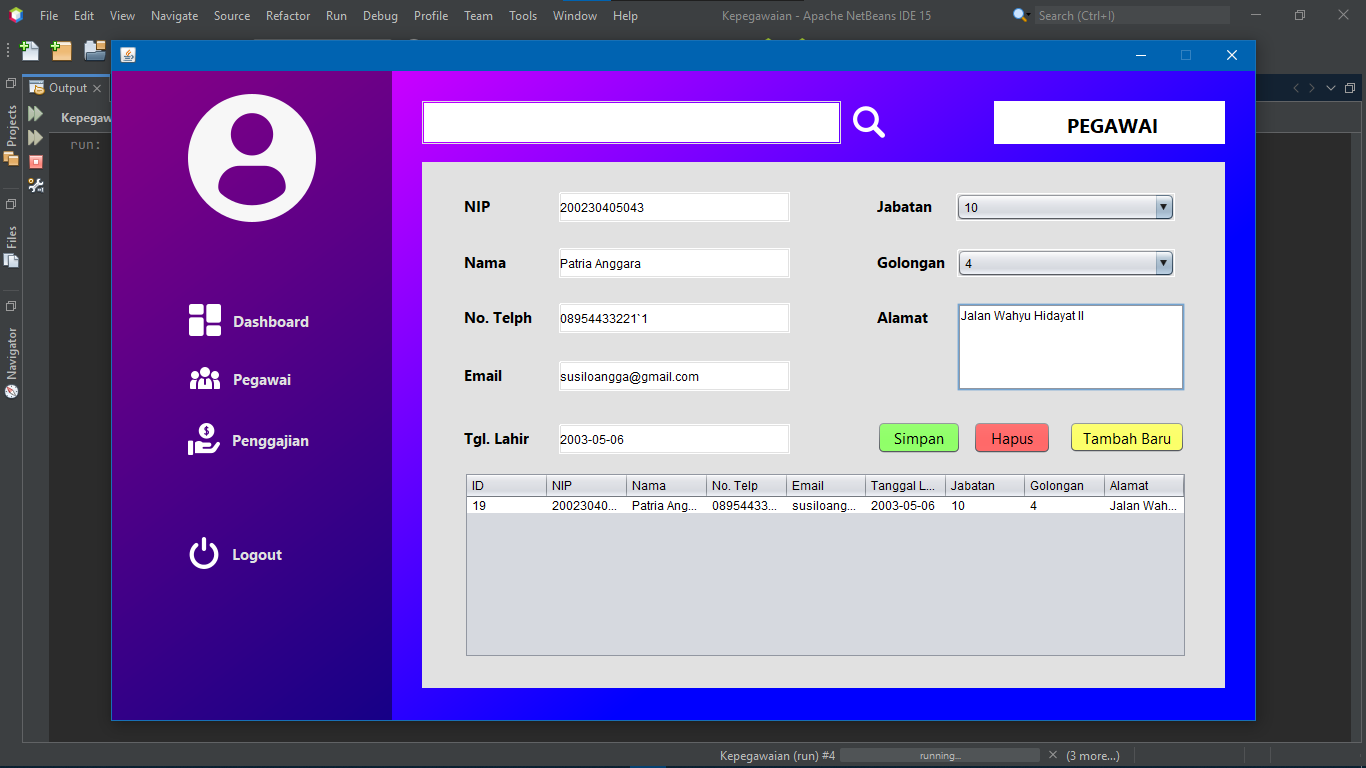 File Edit View Navigate Source Refactor Run Debug Profile Team Tools Window Help Kepegawaian - Apache NetBeans IDE 15 Search (Ctrl+I)
Output
Projects
Files
Navigator
Kepegaw
run:
PEGAWAI
Dashboard
Pegawai
Penggajian
Logout
NIP 200230405043 Jabatan 10
Nama Patria Anggara Golongan 4
No. Telph 08954433221`1 Alamat Jalan Wahyu Hidayat II
Email susiloangga@gmail.com
Tgl. Lahir 2003-05-06 Simpan Hapus Tambah Baru
ID NIP Nama No. Telp Email Tanggal L... Jabatan Golongan Alamat
19 20023040... Patria Ang... 08954433... susiloang... 2003-05-06 10 4 Jalan Wah...
Kepegawaian (run) #4 running... (3 more...)